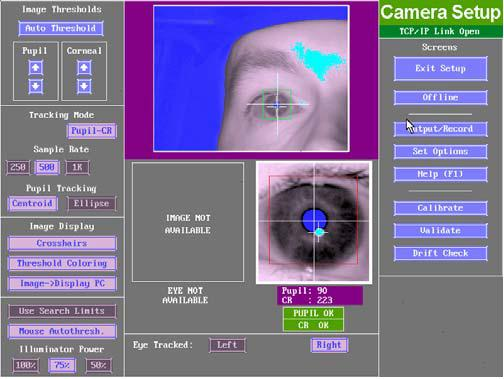 Image Thresholds
Auto Threshold
Pupil
Corneal
Tracking Mode
Pupil-CR
Sample Rate
250 500 1K
Pupil Tracking
Centroid Ellipse
Image Display
Crosshairs
Threshold Coloring
Image->Display PC
Use Search Limits
Mouse Autothresh.
Illuminator Power
100% 75% 50%
IMAGE NOT
AVAILABLE
EYE NOT
AVAILABLE
Pupil: 90
CR : 223
PUPIL OK
CR OK
Eye Tracked: Left Right
Camera Setup
TCP/IP Link Open
Screens
Exit Setup
Offline
Output/Record
Set Options
Help (F1)
Calibrate
Validate
Drift Check